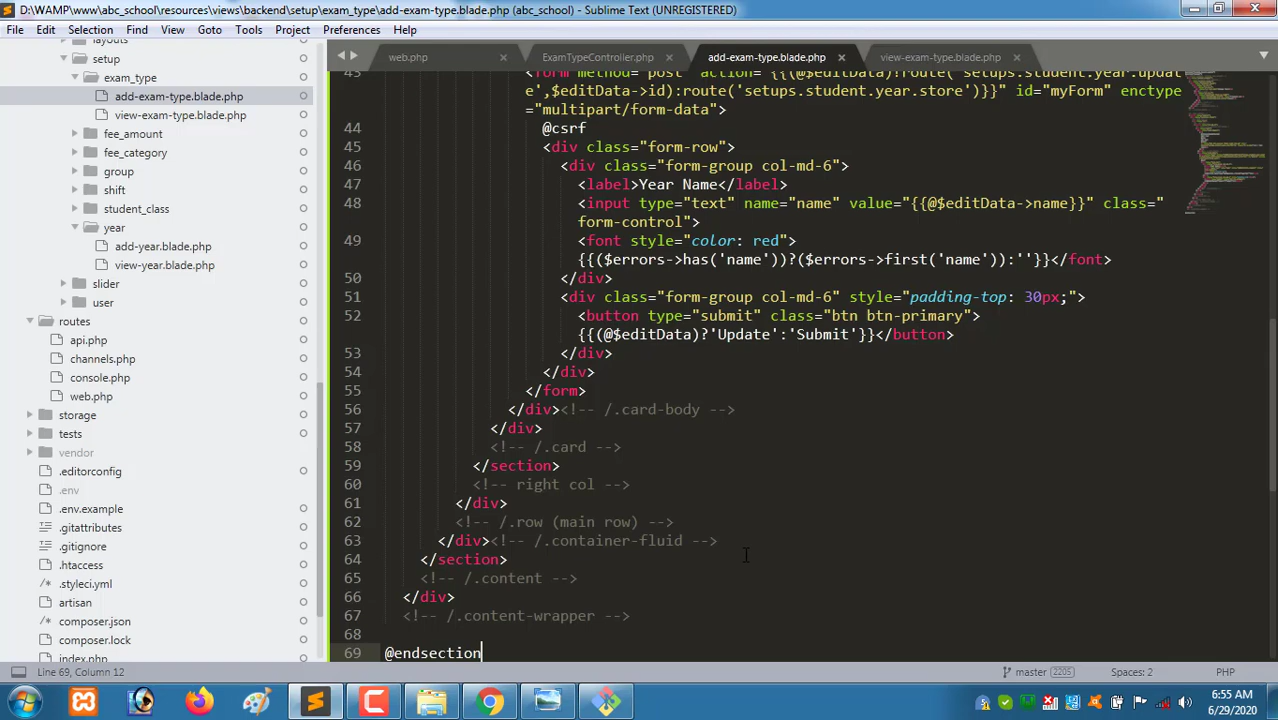 D:\WAMP\www\abc_school\resources\views\backend\setup\exam_type\add-exam-type.blade.php (abc_school) - Sublime Text (UNREGISTERED)
File Edit Selection Find View Goto Tools Project Preferences Help
layouts
setup
exam_type
add-exam-type.blade.php
view-exam-type.blade.php
fee_amount
fee_category
group
shift
student_class
year
add-year.blade.php
view-year.blade.php
slider
user
routes
api.php
channels.php
console.php
web.php
storage
tests
vendor
.editorconfig
.env
.env.example
.gitattributes
.gitignore
.htaccess
.styleci.yml
artisan
composer.json
composer.lock
index.php
web.php × ExamTypeController.php × add-exam-type.blade.php × view-exam-type.blade.php ×
43 <form method="post" action="{{(@$editData)?route('setups.student.year.updat
e',$editData->id):route('setups.student.year.store')}}" id="myForm" enctype
="multipart/form-data">
44 @csrf
45 <div class="form-row">
46 <div class="form-group col-md-6">
47 <label>Year Name</label>
48 <input type="text" name="name" value="{{@$editData->name}}" class="
form-control">
49 <font style="color: red">
{{($errors->has('name'))?($errors->first('name')):''}}</font>
50 </div>
51 <div class="form-group col-md-6" style="padding-top: 30px;">
52 <button type="submit" class="btn btn-primary">
{{(@$editData)?'Update':'Submit'}}</button>
53 </div>
54 </div>
55 </form>
56 </div><!-- /.card-body -->
57 </div>
58 <!-- /.card -->
59 </section>
60 <!-- right col -->
61 </div>
62 <!-- /.row (main row) -->
63 </div><!-- /.container-fluid -->
64 </section>
65 <!-- /.content -->
66 </div>
67 <!-- /.content-wrapper -->
68
69 @endsection
Line 69, Column 12
master 2205 Spaces: 2 PHP
6:55 AM
6/29/2020